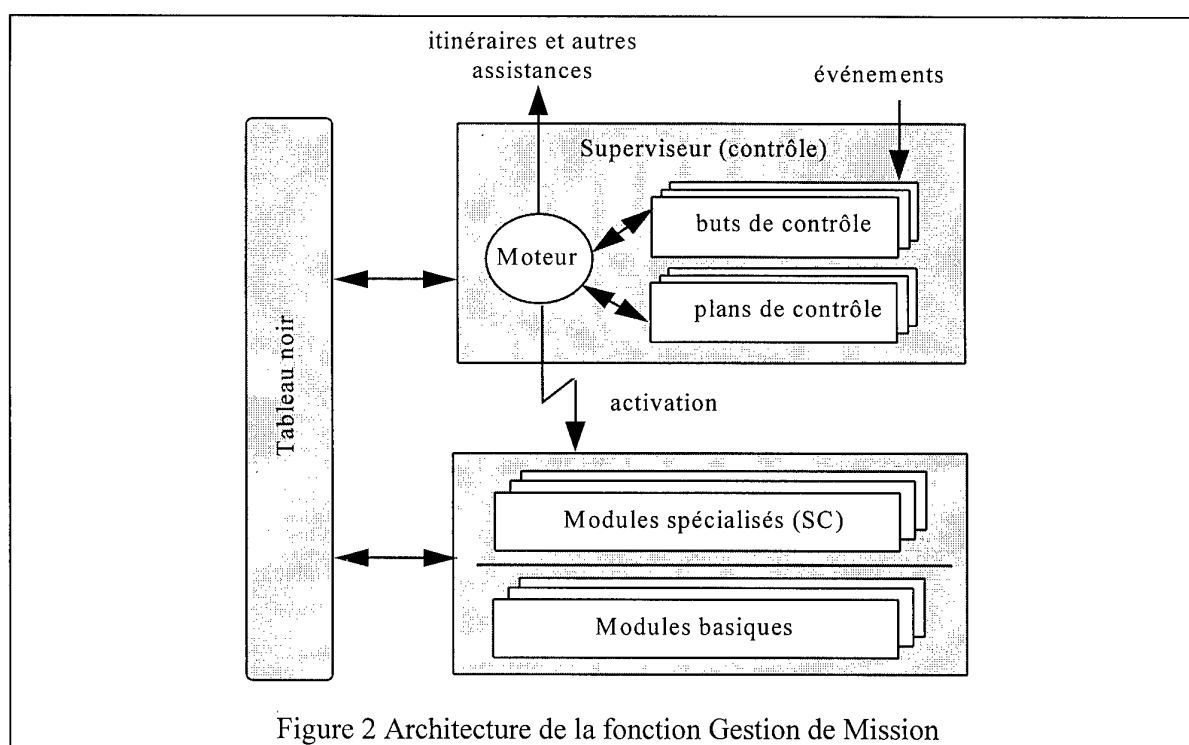 itinéraires et autres
assistances
événements
Superviseur (contrôle)
buts de contrôle
Moteur
plans de contrôle
Tableau noir
activation
Modules spécialisés (SC)
Modules basiques
Figure 2 Architecture de la fonction Gestion de Mission